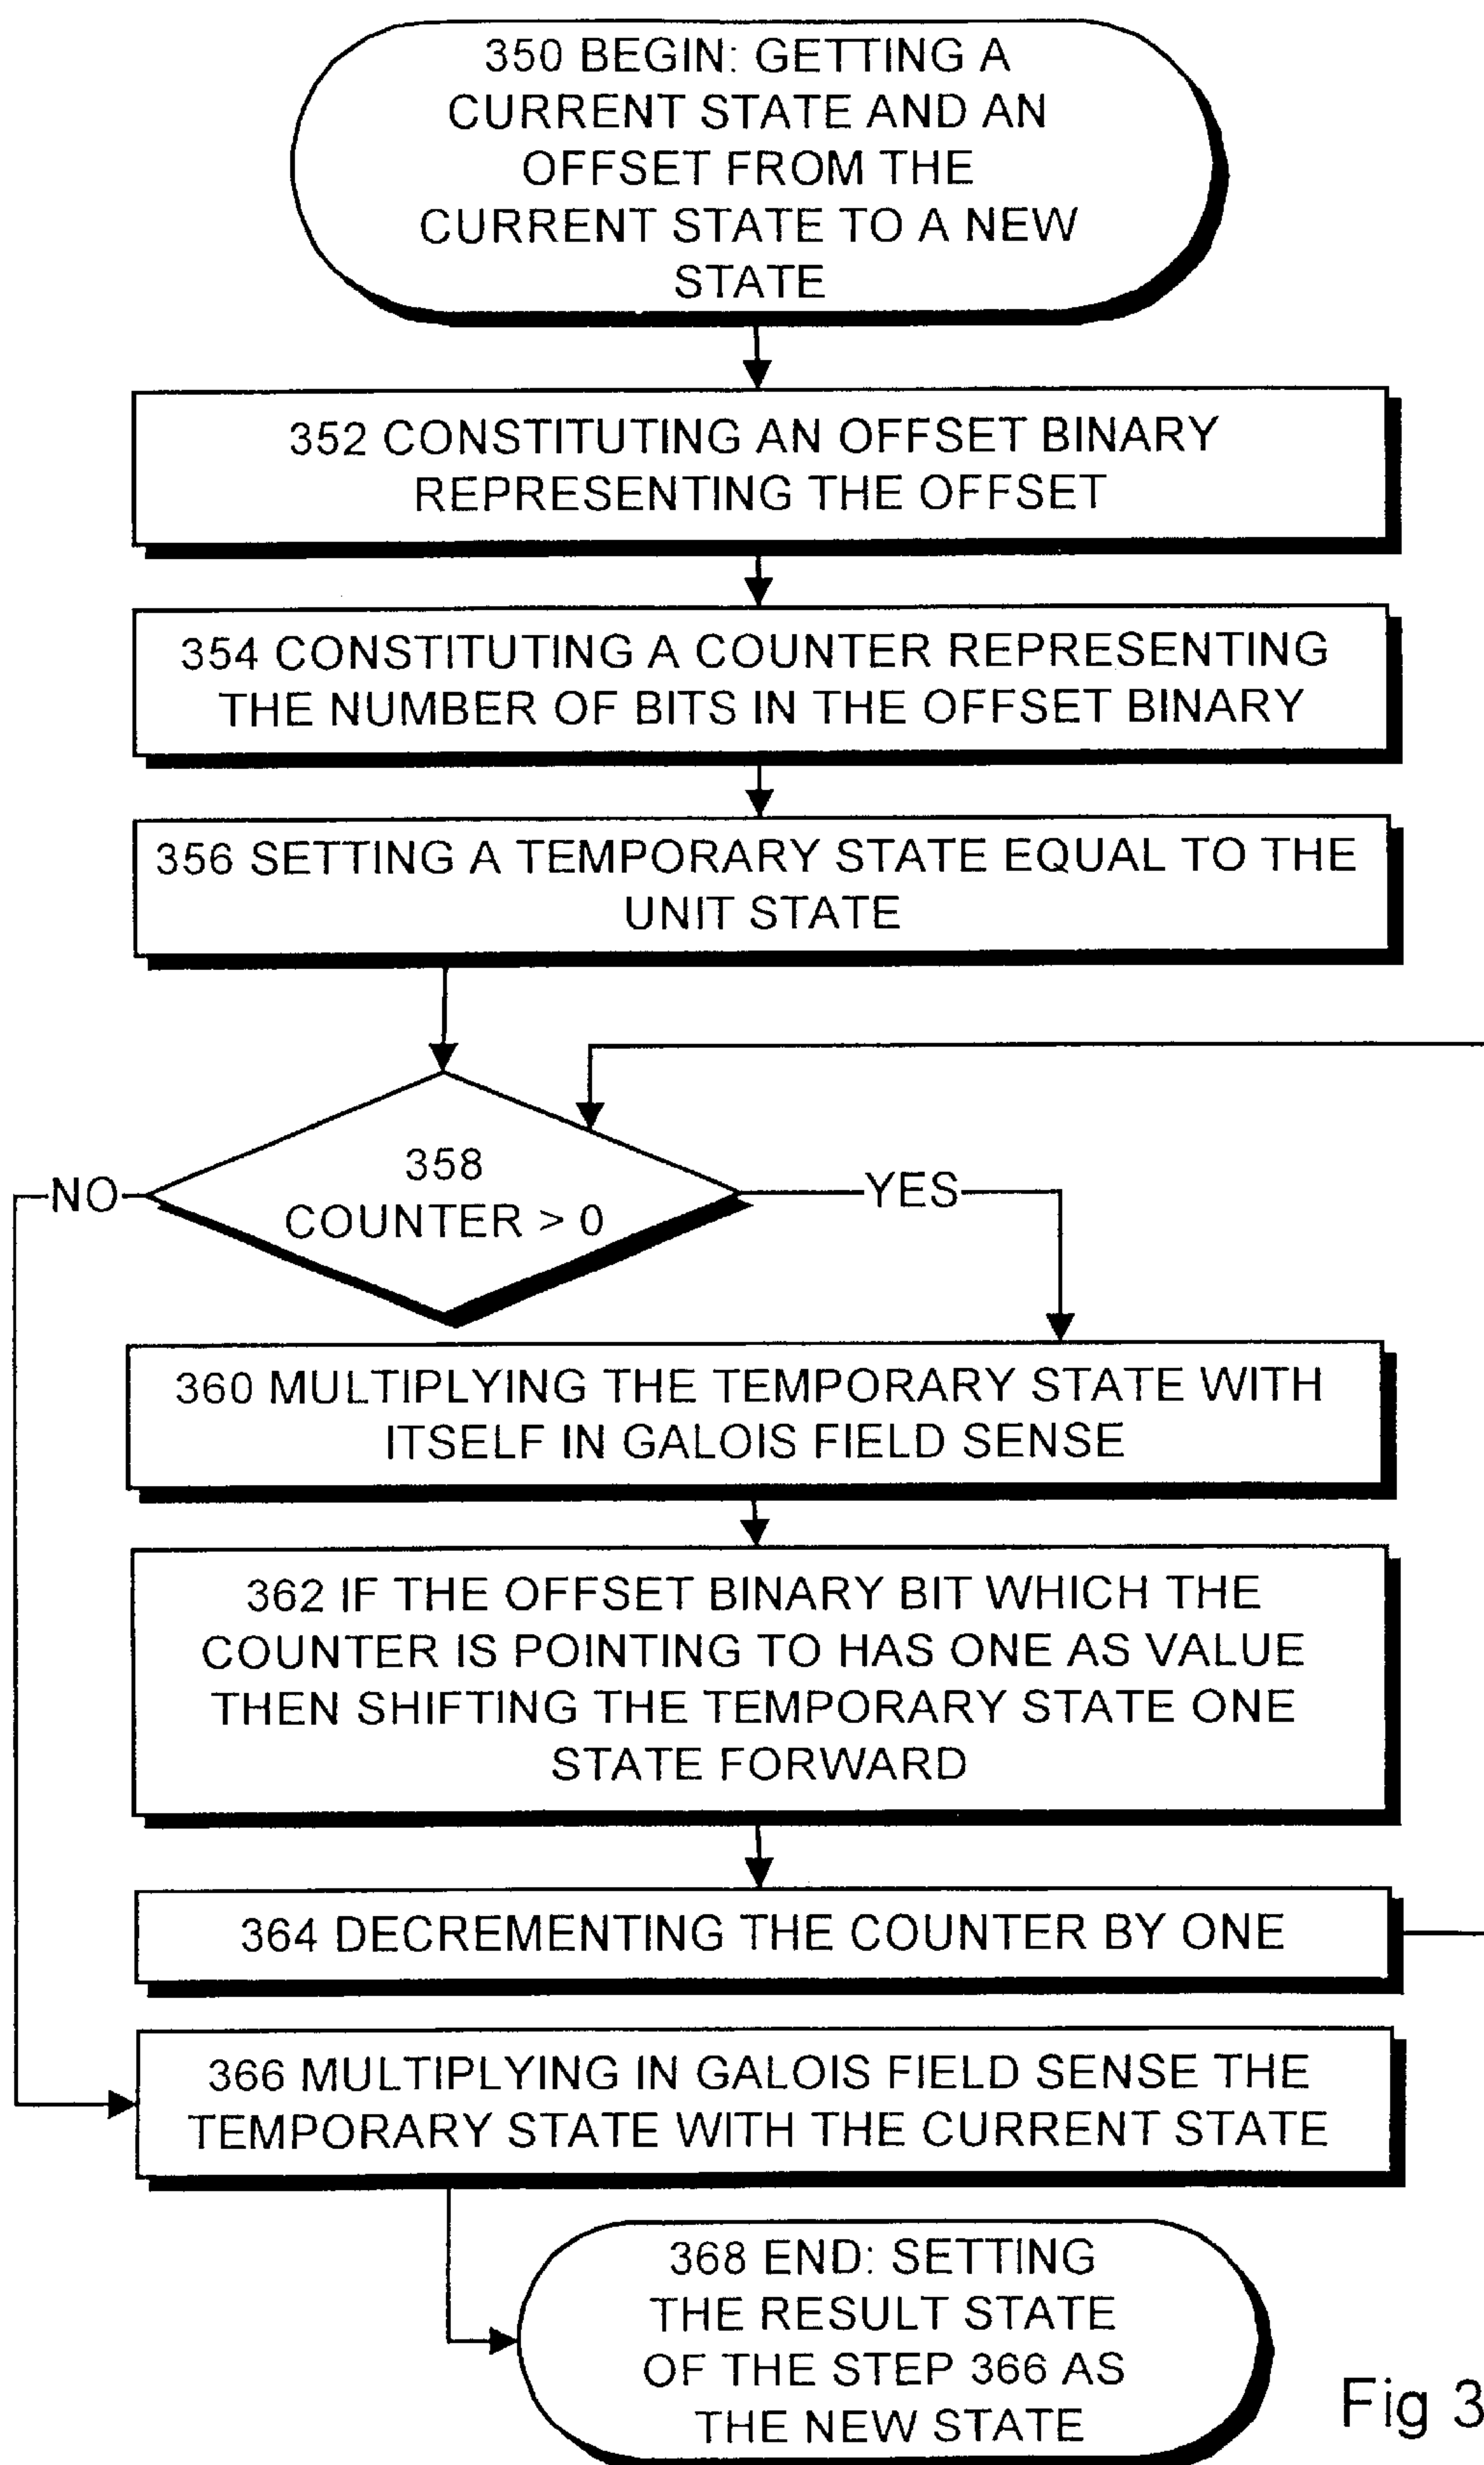 350 BEGIN: GETTING A
CURRENT STATE AND AN
OFFSET FROM THE
CURRENT STATE TO A NEW
STATE
352 CONSTITUTING AN OFFSET BINARY
REPRESENTING THE OFFSET
354 CONSTITUTING A COUNTER REPRESENTING
THE NUMBER OF BITS IN THE OFFSET BINARY
356 SETTING A TEMPORARY STATE EQUAL TO THE
UNIT STATE
358
COUNTER > 0
NO
YES
360 MULTIPLYING THE TEMPORARY STATE WITH
ITSELF IN GALOIS FIELD SENSE
362 IF THE OFFSET BINARY BIT WHICH THE
COUNTER IS POINTING TO HAS ONE AS VALUE
THEN SHIFTING THE TEMPORARY STATE ONE
STATE FORWARD
364 DECREMENTING THE COUNTER BY ONE
366 MULTIPLYING IN GALOIS FIELD SENSE THE
TEMPORARY STATE WITH THE CURRENT STATE
368 END: SETTING
THE RESULT STATE
OF THE STEP 366 AS
THE NEW STATE
Fig 3